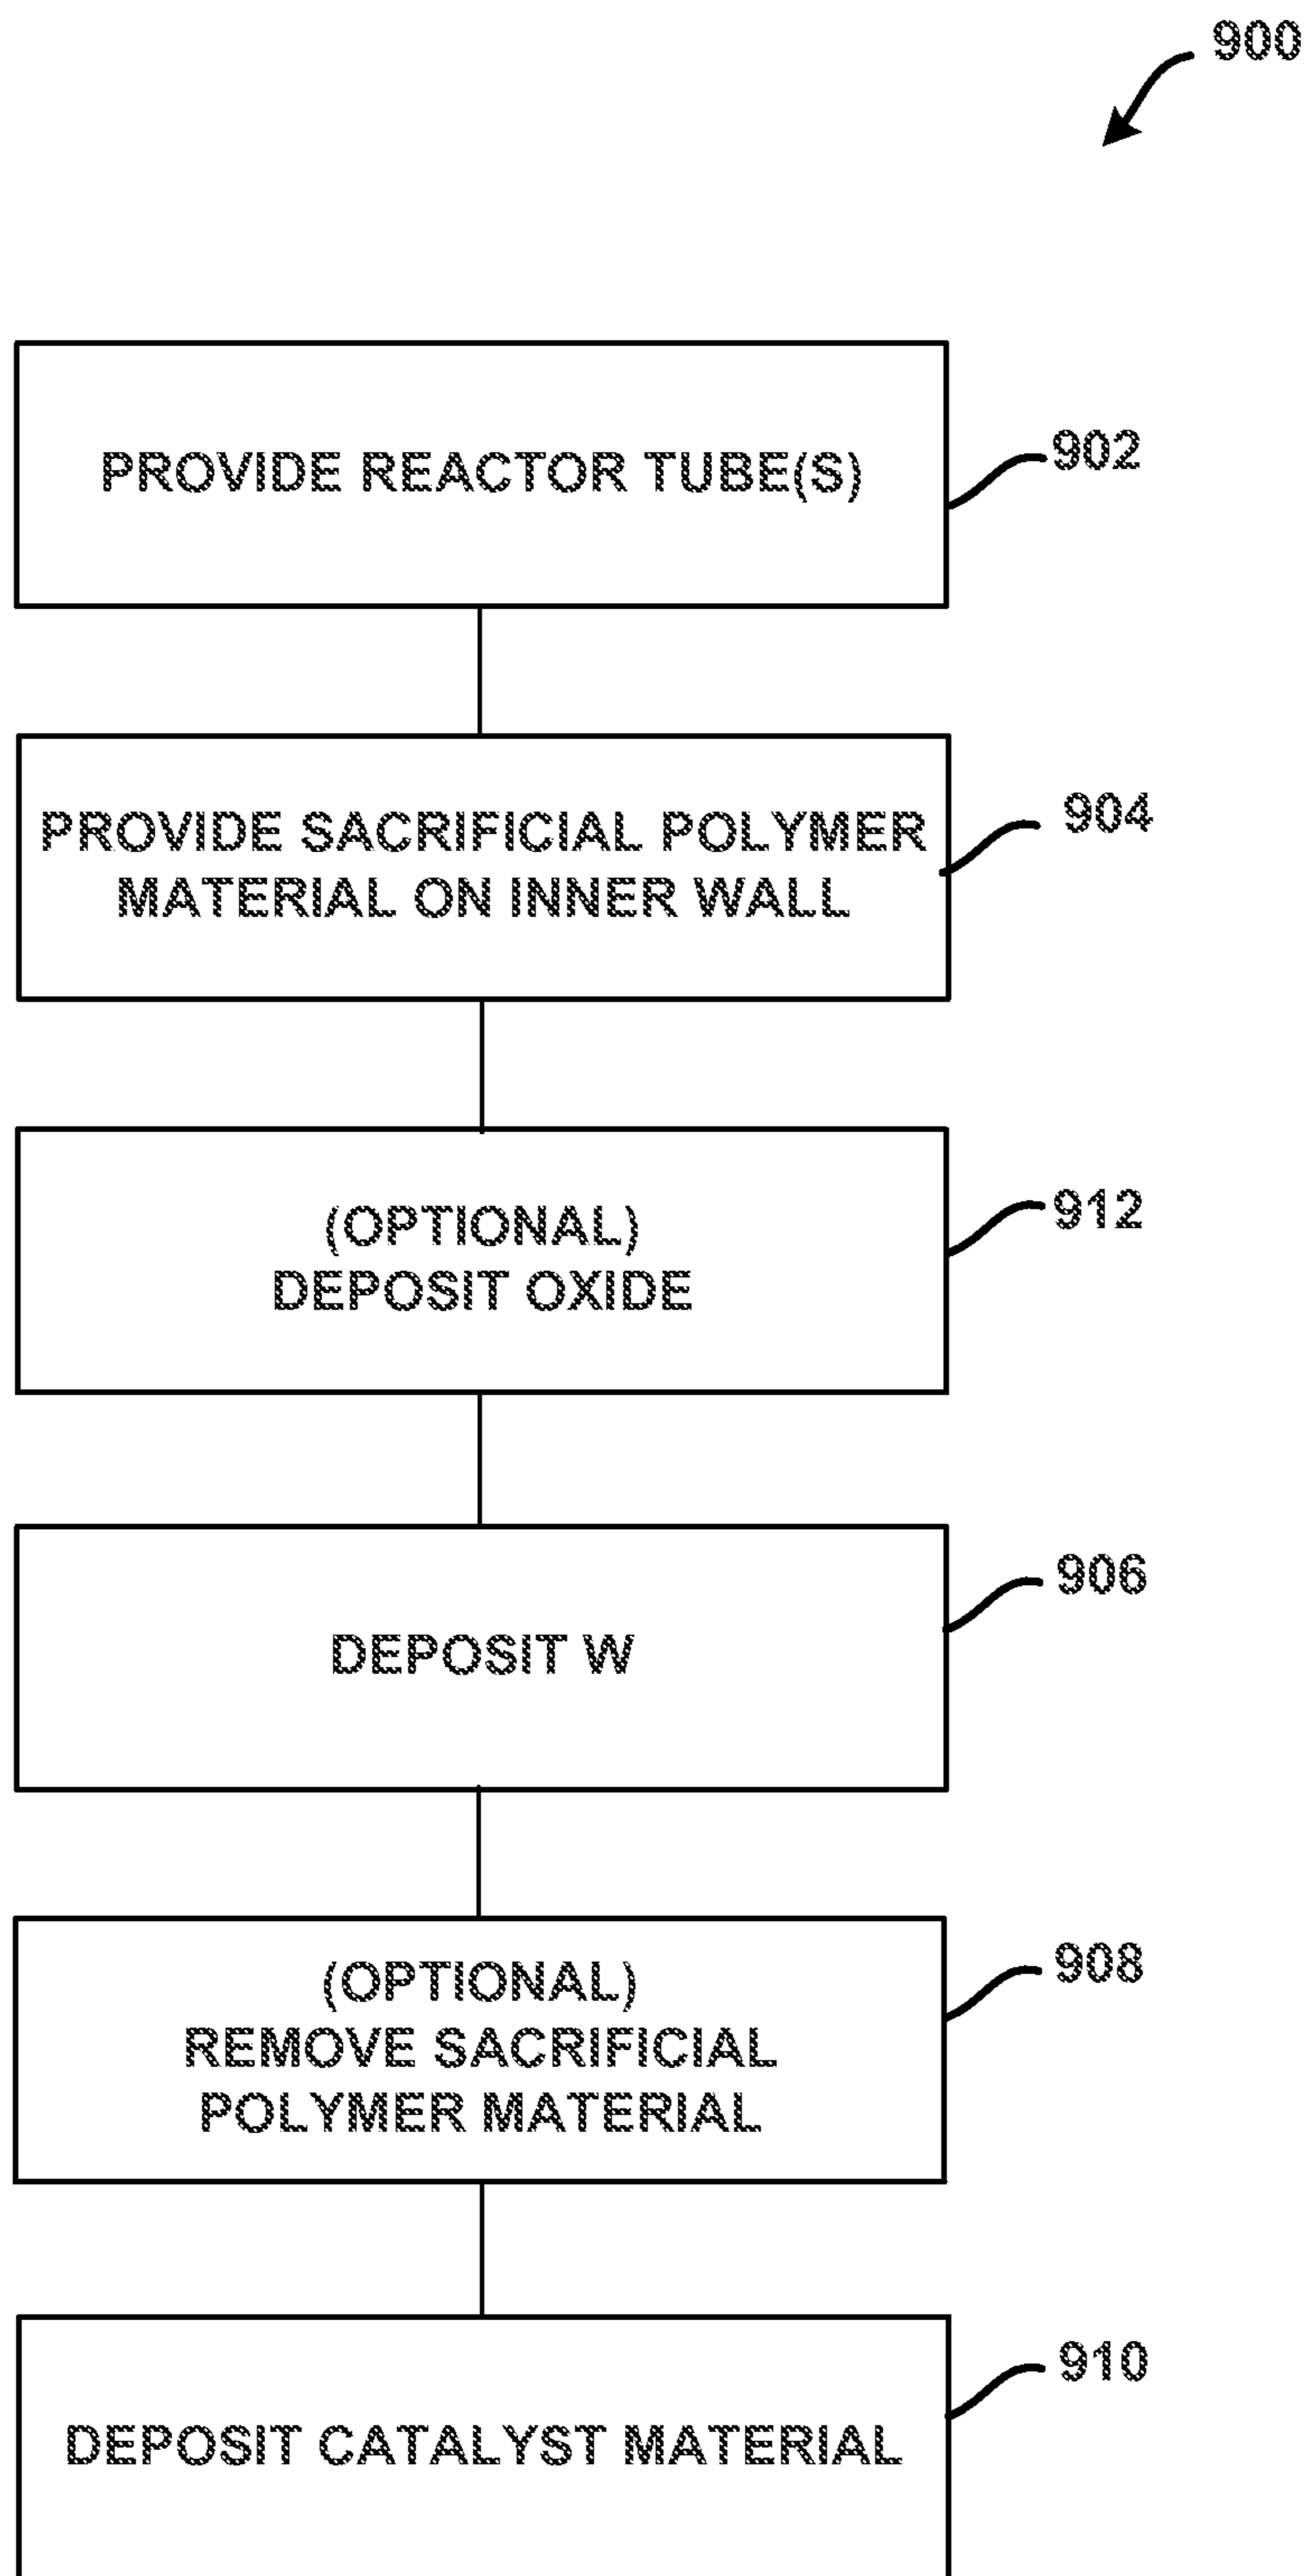 900
PROVIDE REACTOR TUBE(S)
902
PROVIDE SACRIFICIAL POLYMER
MATERIAL ON INNER WALL
904
(OPTIONAL)
DEPOSIT OXIDE
912
DEPOSIT W
906
(OPTIONAL)
REMOVE SACRIFICIAL
POLYMER MATERIAL
908
DEPOSIT CATALYST MATERIAL
910